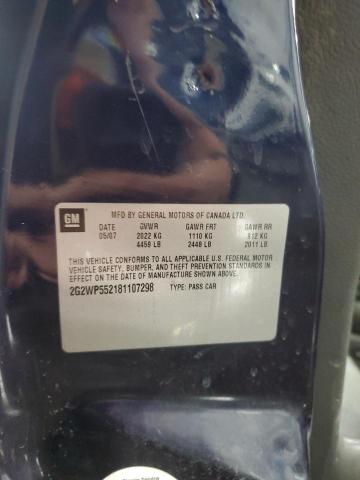 GM
MFD BY GENERAL MOTORS OF CANADA LTD.
DATE GVWR GAWR FRT GAWR RR
05/07 2022 KG 1110 KG 912 KG
4459 LB 2448 LB 2011 LB
THIS VEHICLE CONFORMS TO ALL APPLICABLE U.S. FEDERAL MOTOR
VEHICLE SAFETY, BUMPER, AND THEFT PREVENTION STANDARDS IN
EFFECT ON THE DATE OF MANUFACTURE SHOWN ABOVE.
2G2WP552181107298 TYPE: PASS CAR